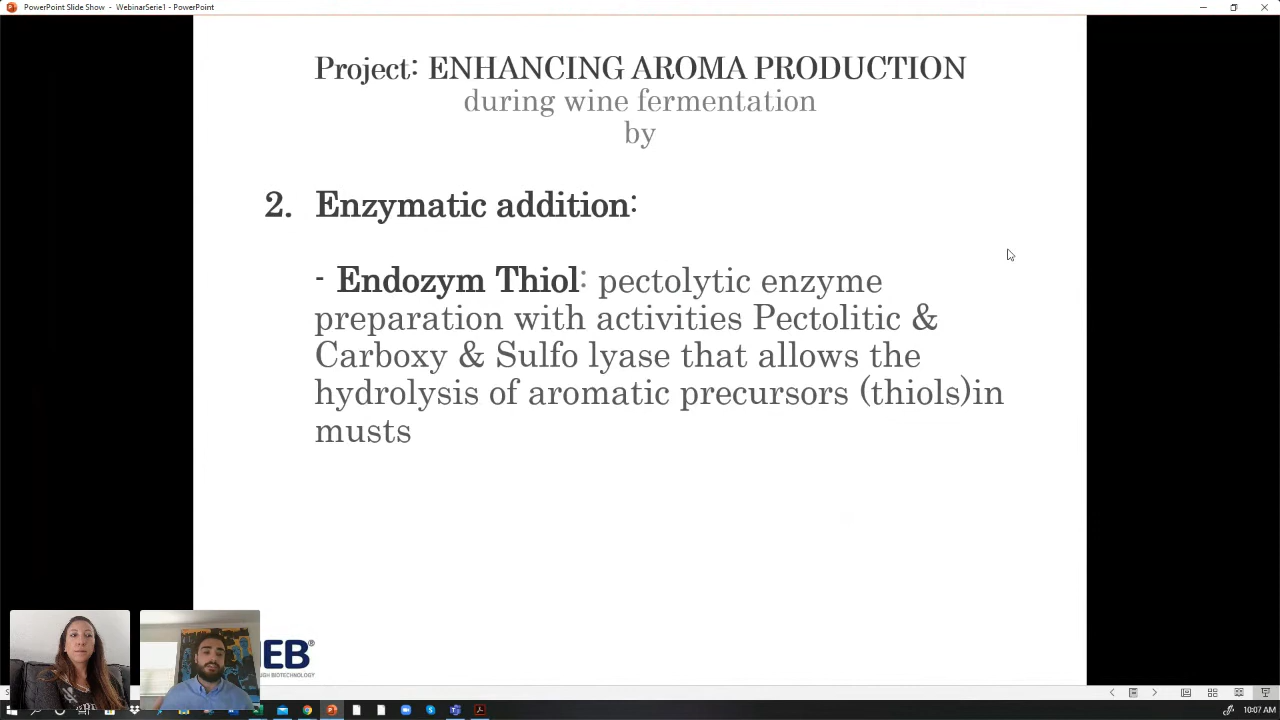 PowerPoint Slide Show - WebinarSerie1 - PowerPoint
Project: ENHANCING AROMA PRODUCTION
during wine fermentation
by
2. Enzymatic addition:
- Endozym Thiol: pectolytic enzyme
preparation with activities Pectolitic &
Carboxy & Sulfo lyase that allows the
hydrolysis of aromatic precursors (thiols)in
musts
EB®
BIOTECHNOLOGY
10:07 AM